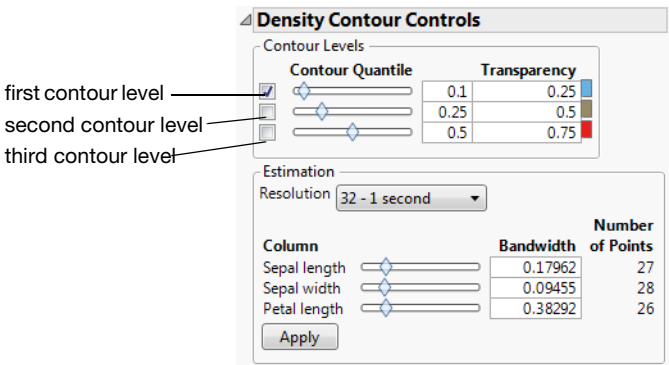 Density Contour Controls
Contour Levels
Contour Quantile Transparency
first contour level 0.1 0.25
second contour level 0.25 0.5
third contour level 0.5 0.75
Estimation
Resolution 32 - 1 second
Column Bandwidth Number of Points
Sepal length 0.17962 27
Sepal width 0.09455 28
Petal length 0.38292 26
Apply